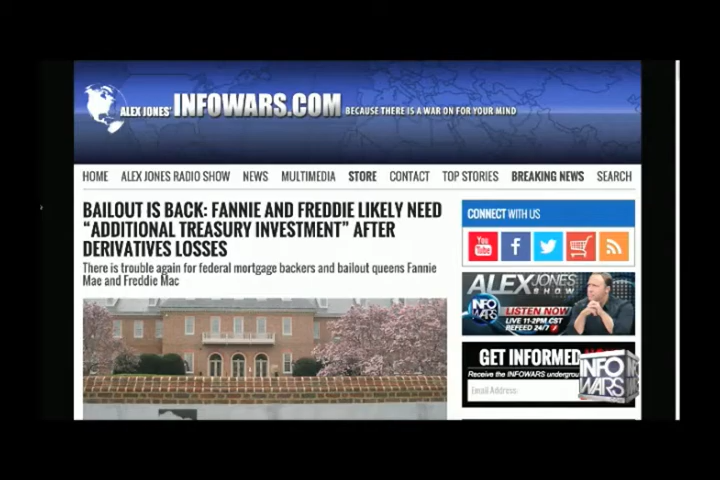 ALEX JONES' INFOWARS.COM BECAUSE THERE IS A WAR ON FOR YOUR MIND
HOME ALEX JONES RADIO SHOW NEWS MULTIMEDIA STORE CONTACT TOP STORIES BREAKING NEWS SEARCH
BAILOUT IS BACK: FANNIE AND FREDDIE LIKELY NEED
“ADDITIONAL TREASURY INVESTMENT” AFTER
DERIVATIVES LOSSES
There is trouble again for federal mortgage backers and bailout queens Fannie
Mae and Freddie Mac
CONNECT WITH US
You
Tube
ALEX JONES
SHOW
INFO
WARS
LISTEN NOW
LIVE 11-2PM CST
REFEED 24/7
GET INFORMED
Receive the INFOWARS
Email Address
INFO
WARS